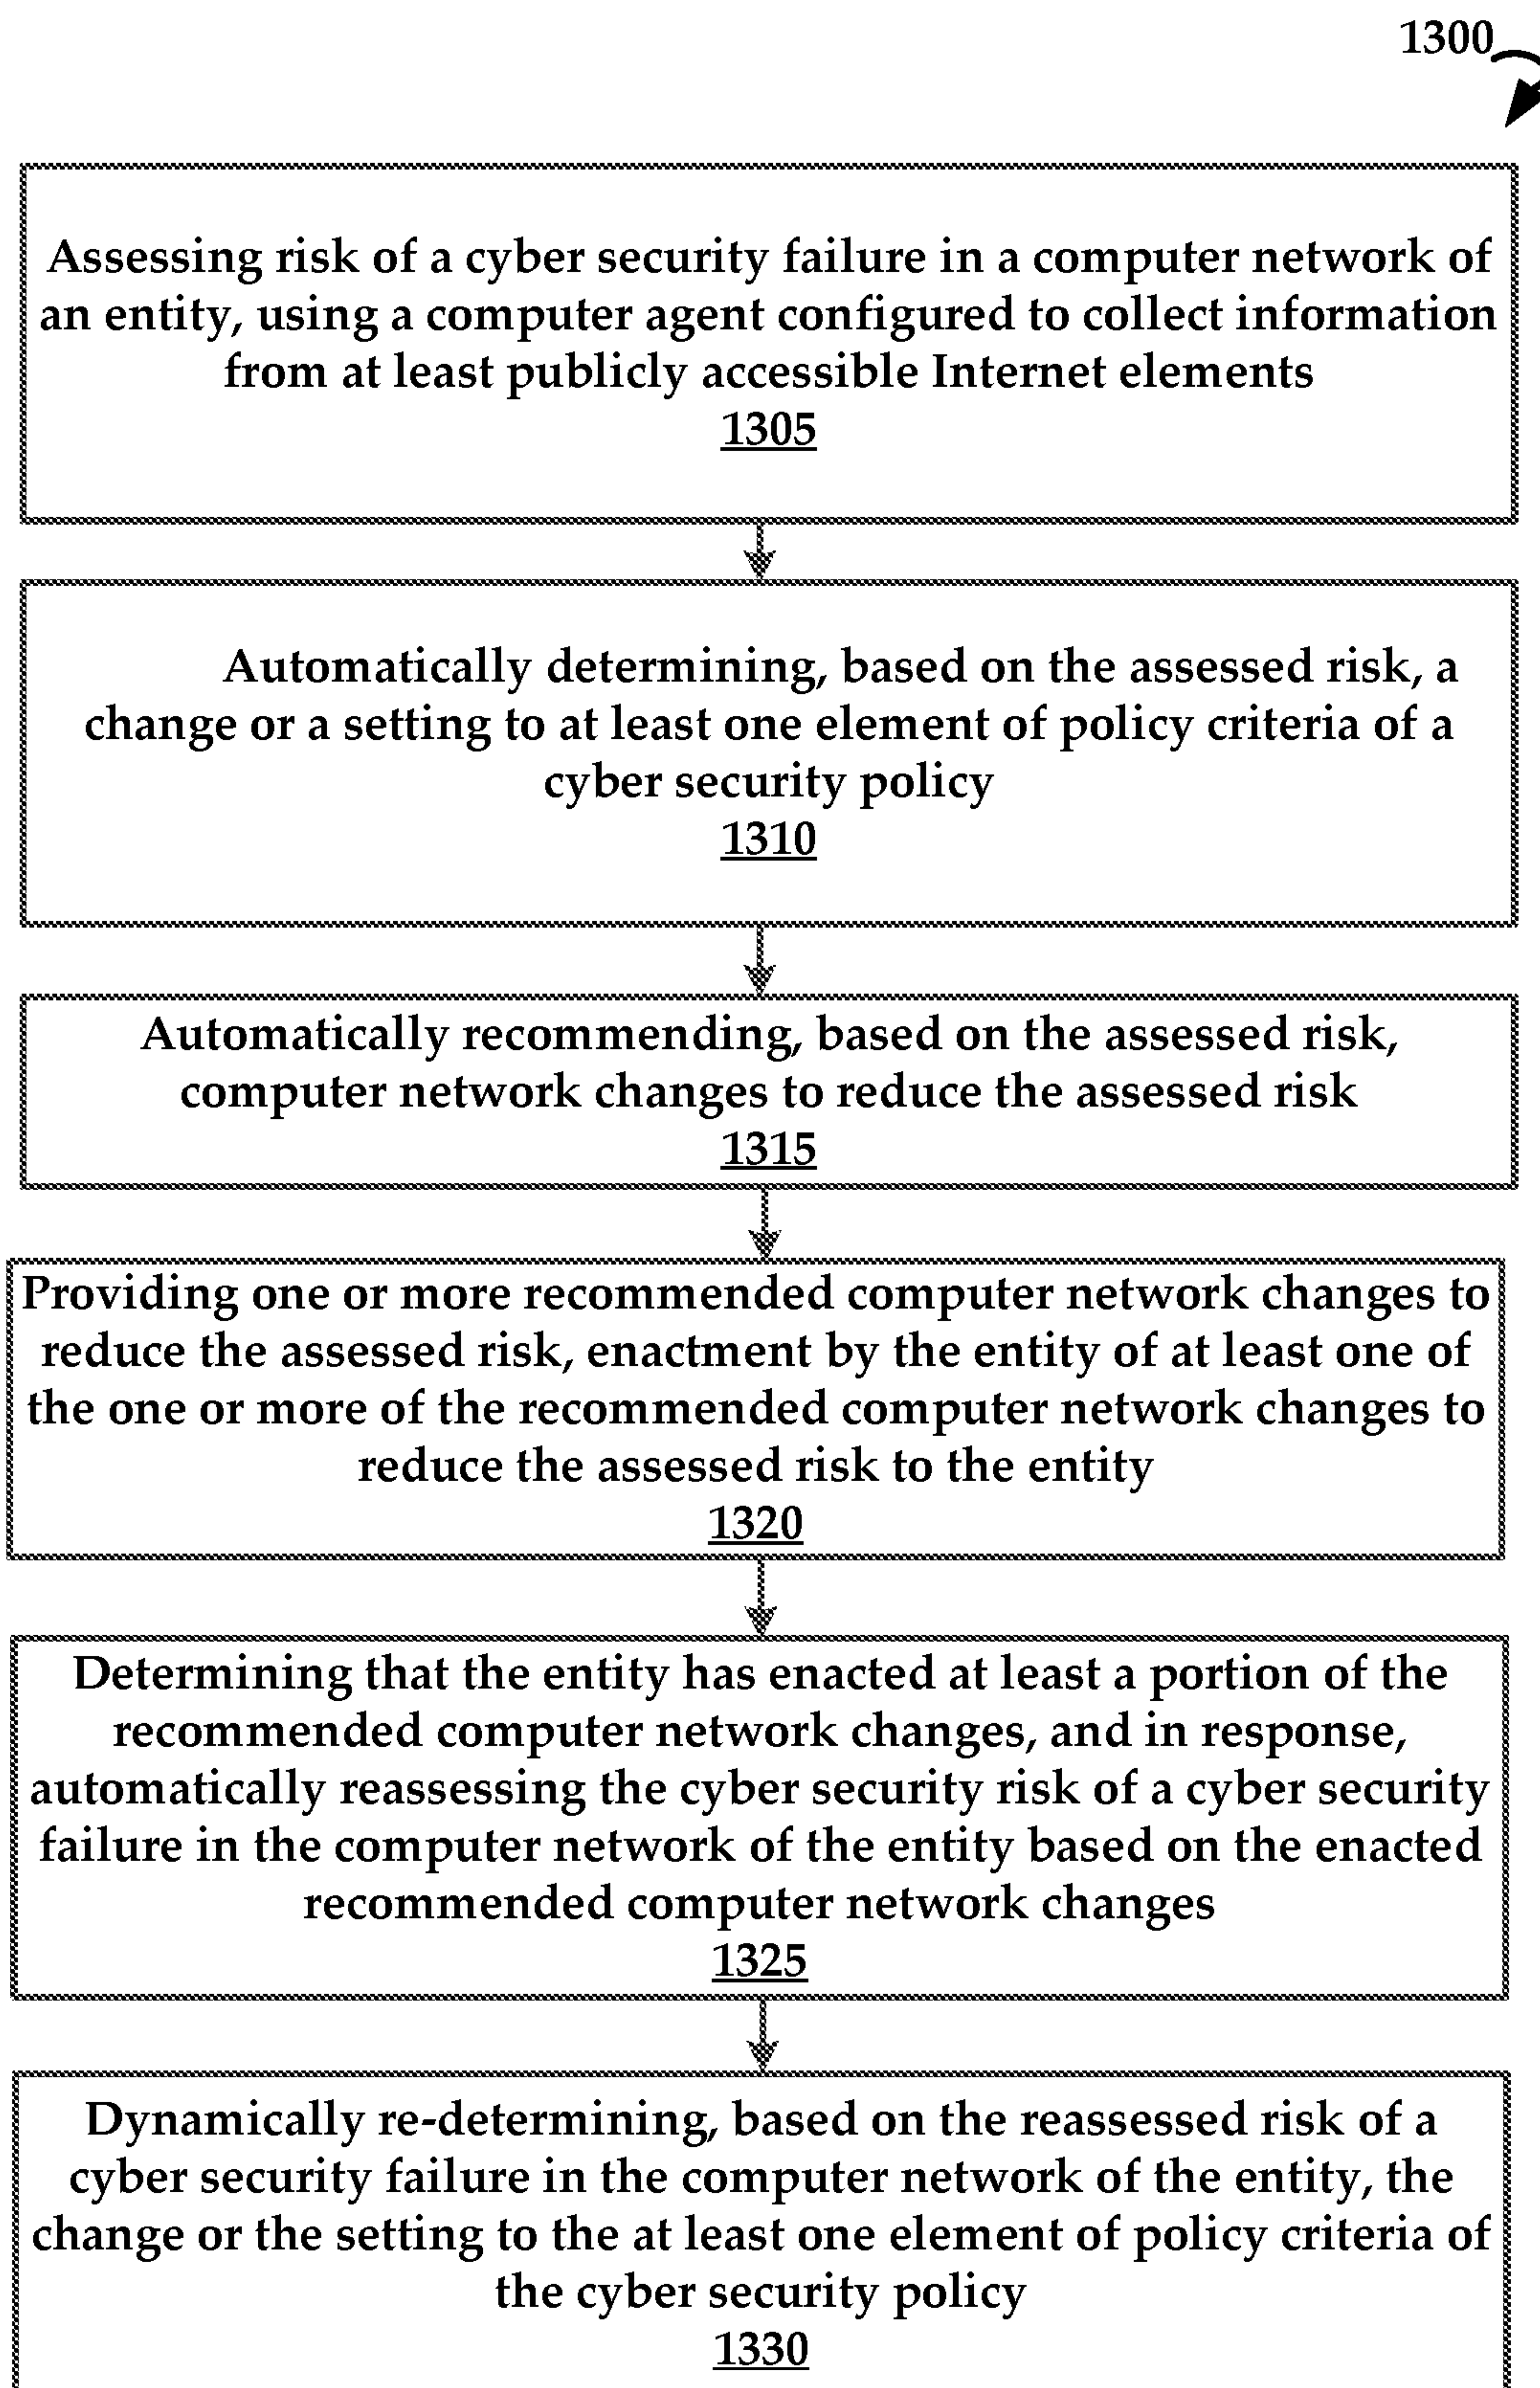 1300
Assessing risk of a cyber security failure in a computer network of
an entity, using a computer agent configured to collect information
from at least publicly accessible Internet elements
1305
Automatically determining, based on the assessed risk, a
change or a setting to at least one element of policy criteria of a
cyber security policy
1310
Automatically recommending, based on the assessed risk,
computer network changes to reduce the assessed risk
1315
Providing one or more recommended computer network changes to
reduce the assessed risk, enactment by the entity of at least one of
the one or more of the recommended computer network changes to
reduce the assessed risk to the entity
1320
Determining that the entity has enacted at least a portion of the
recommended computer network changes, and in response,
automatically reassessing the cyber security risk of a cyber security
failure in the computer network of the entity based on the enacted
recommended computer network changes
1325
Dynamically re-determining, based on the reassessed risk of a
cyber security failure in the computer network of the entity, the
change or the setting to the at least one element of policy criteria of
the cyber security policy
1330